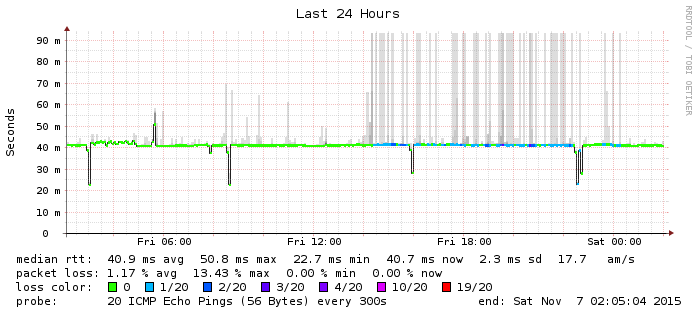 Last 24 Hours
RRDTOOL / TOBI OETIKER
Seconds
90 m
80 m
70 m
60 m
50 m
40 m
30 m
20 m
10 m
0
Fri 06:00 Fri 12:00 Fri 18:00 Sat 00:00
median rtt: 40.9 ms avg 50.8 ms max 22.7 ms min 40.7 ms now 2.3 ms sd 17.7 am/s
packet loss: 1.17 % avg 13.43 % max 0.00 % min 0.00 % now
loss color: 0 1/20 2/20 3/20 4/20 10/20 19/20
probe: 20 ICMP Echo Pings (56 Bytes) every 300s end: Sat Nov 7 02:05:04 2015